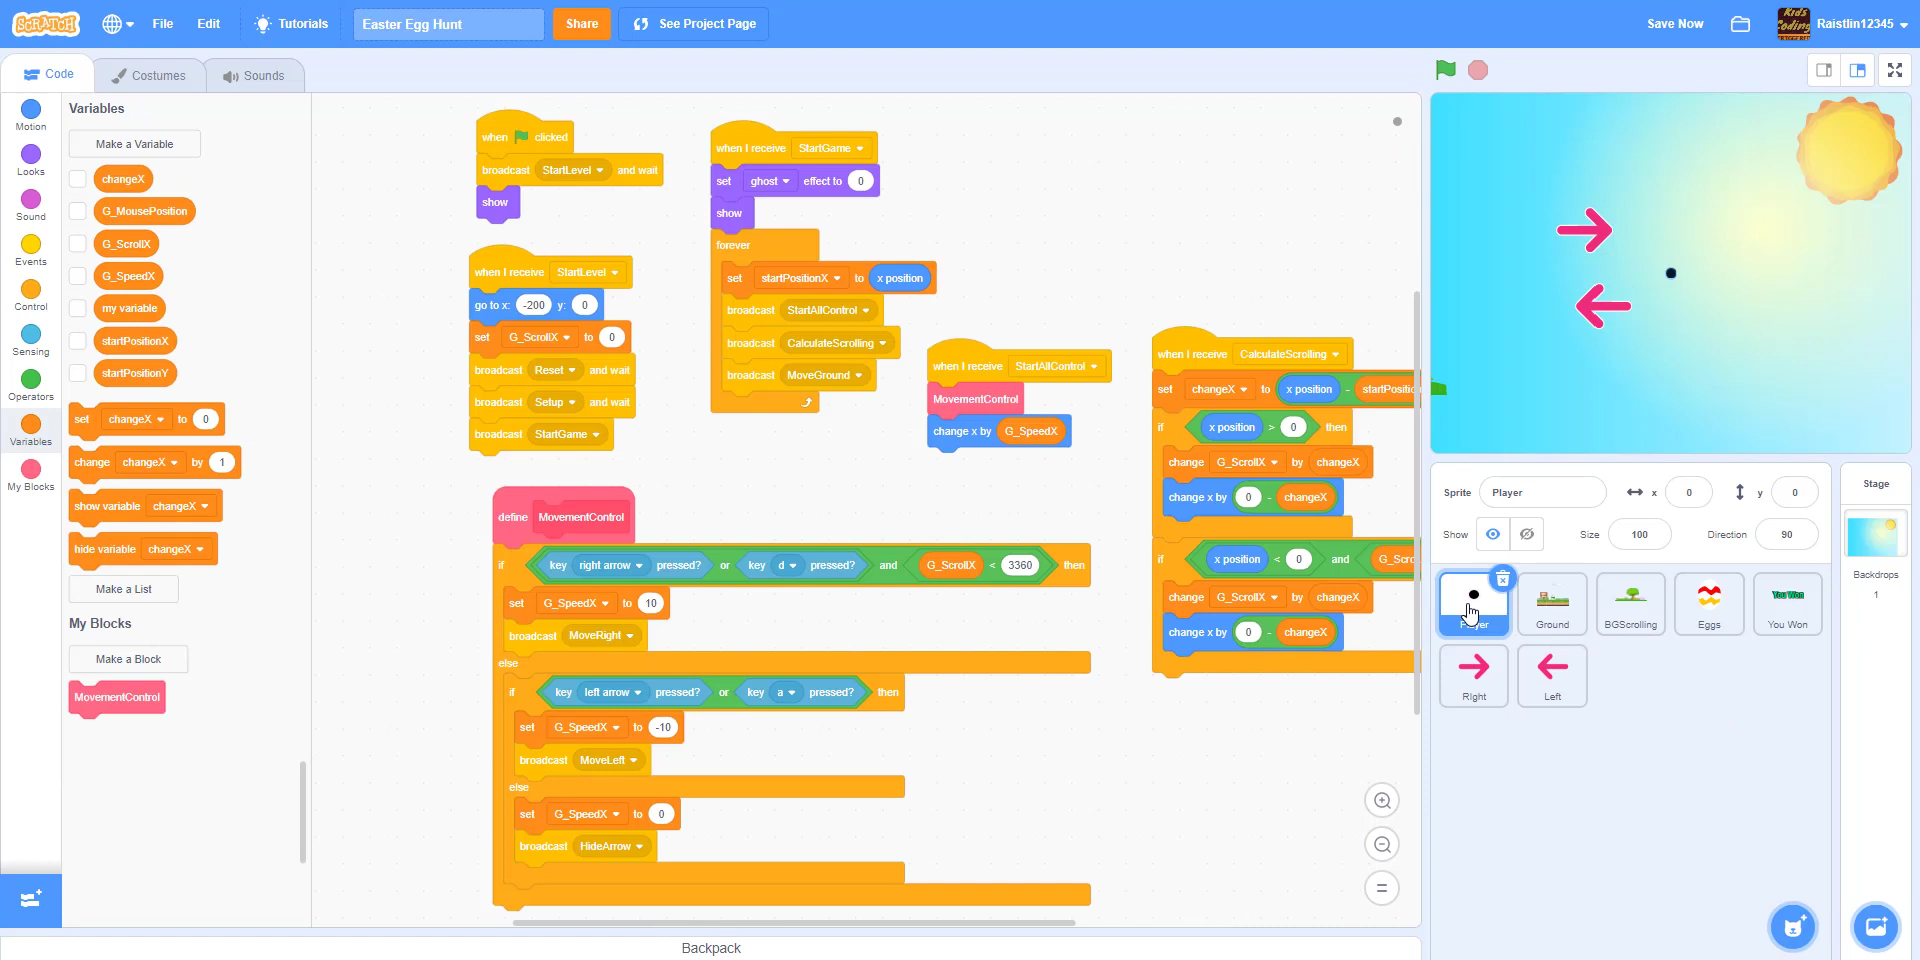 SCRATCH
File
Edit
Tutorials
Easter Egg Hunt
Share
See Project Page
Save Now
Raistlin12345
Code
Costumes
Sounds
Motion
Looks
Sound
Events
Control
Sensing
Operators
Variables
My Blocks
Variables
Make a Variable
changeX
G_MousePosition
G_ScrollX
G_SpeedX
my variable
startPositionX
startPositionY
set changeX to 0
change changeX by 1
show variable changeX
hide variable changeX
Make a List
My Blocks
Make a Block
MovementControl
when clicked
broadcast StartLevel and wait
show
when I receive StartLevel
go to x: -200 y: 0
set G_ScrollX to 0
broadcast Reset and wait
broadcast Setup and wait
broadcast StartGame
when I receive StartGame
set ghost effect to 0
show
forever
set startPositionX to x position
broadcast StartAllControl
broadcast CalculateScrolling
broadcast MoveGround
when I receive StartAllControl
MovementControl
change x by G_SpeedX
when I receive CalculateScrolling
set changeX to x position - startPositio
if x position > 0 then
change G_ScrollX by changeX
change x by 0 - changeX
if x position < 0 and G_Scro
change G_ScrollX by changeX
change x by 0 - changeX
define MovementControl
if key right arrow pressed? or key d pressed? and G_ScrollX < 3360 then
set G_SpeedX to 10
broadcast MoveRight
else
if key left arrow pressed? or key a pressed? then
set G_SpeedX to -10
broadcast MoveLeft
else
set G_SpeedX to 0
broadcast HideArrow
Backpack
Sprite Player x 0 y 0
Show Size 100 Direction 90
Player
Ground
BGScrolling
Eggs
You Won
You Won
Right
Left
Stage
Backdrops
1